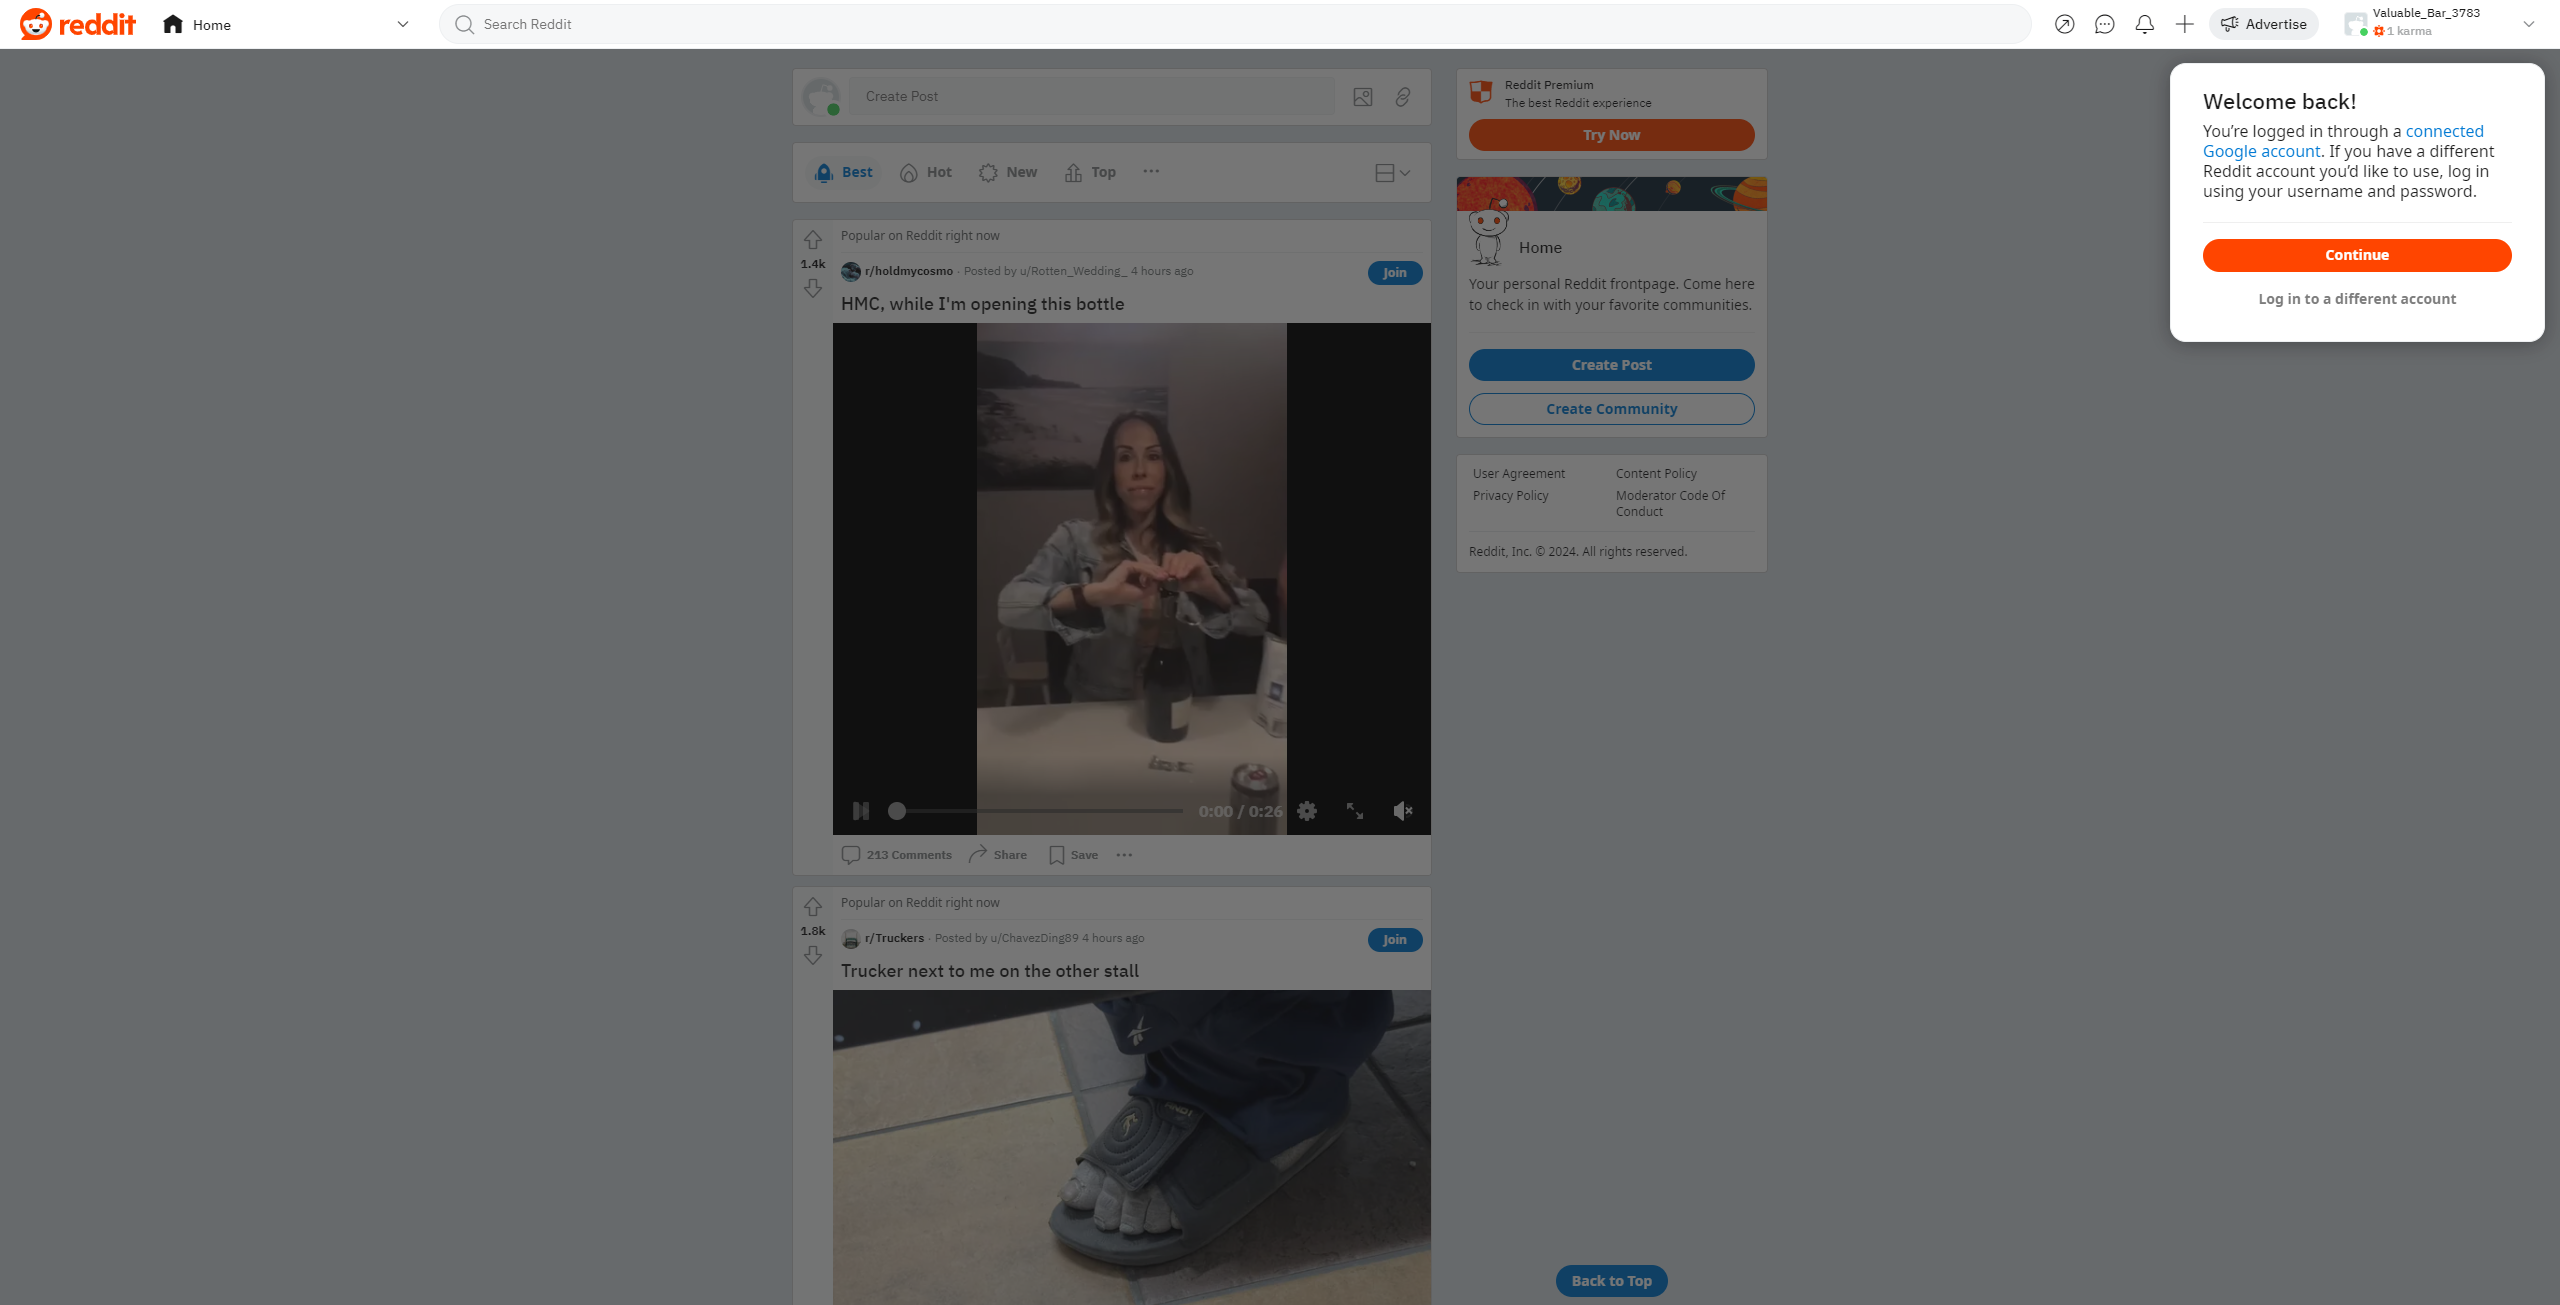 reddit
Home
Search Reddit
Advertise
Valuable_Bar_3783
1 karma
Create Post
Best
Hot
New
Top
Popular on Reddit right now
1.4k
r/holdmycosmo · Posted by u/Rotten_Wedding_ 4 hours ago
Join
HMC, while I'm opening this bottle
0:00 / 0:26
213 Comments
Share
Save
Popular on Reddit right now
1.8k
r/Truckers · Posted by u/ChavezDing89 4 hours ago
Join
Trucker next to me on the other stall
Reddit Premium
The best Reddit experience
Try Now
Home
Your personal Reddit frontpage. Come here
to check in with your favorite communities.
Create Post
Create Community
User Agreement
Content Policy
Privacy Policy
Moderator Code Of
Conduct
Reddit, Inc. © 2024. All rights reserved.
Back to Top
Welcome back!
You’re logged in through a connected
Google account. If you have a different
Reddit account you’d like to use, log in
using your username and password.
Continue
Log in to a different account